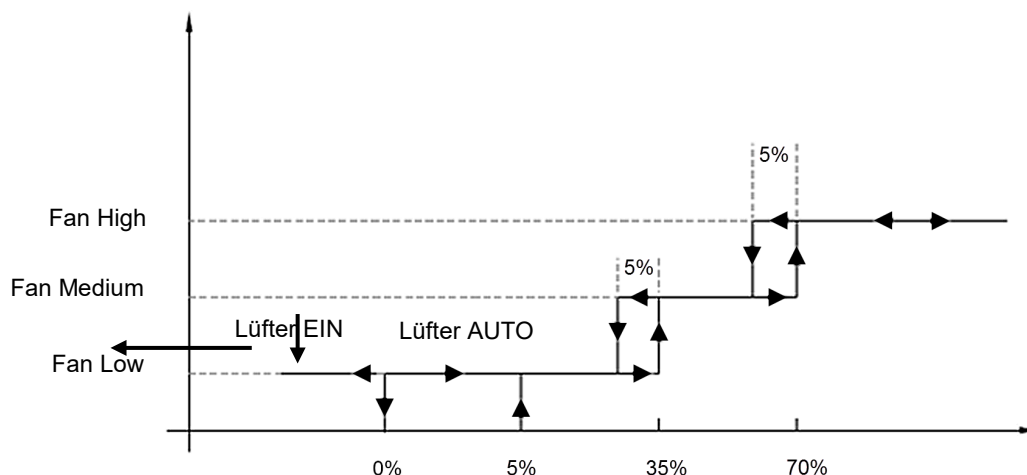 5%
Fan High
5%
Fan Medium
Lüfter EIN Lüfter AUTO
Fan Low
0% 5% 35% 70%